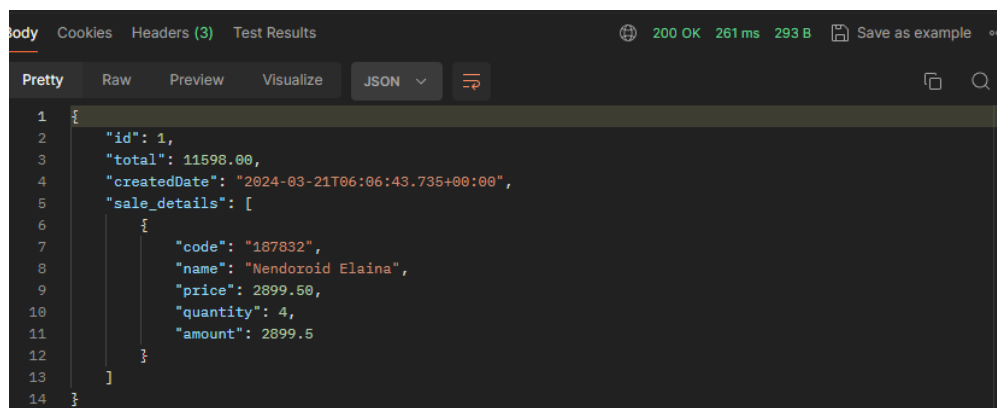 Body Cookies Headers (3) Test Results 200 OK 261 ms 293 B Save as example
Pretty Raw Preview Visualize JSON
1 {
2 "id": 1,
3 "total": 11598.00,
4 "createdDate": "2024-03-21T06:06:43.735+00:00",
5 "sale_details": [
6 {
7 "code": "187832",
8 "name": "Nendoroid Elaina",
9 "price": 2899.50,
10 "quantity": 4,
11 "amount": 2899.5
12 }
13 ]
14 }